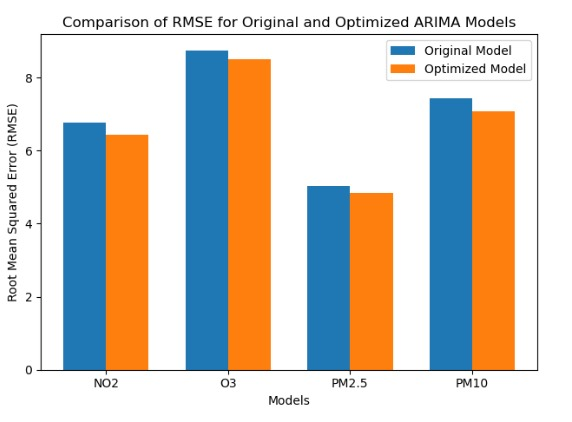 Comparison of RMSE for Original and Optimized ARIMA Models
Original Model
Optimized Model
Root Mean Squared Error (RMSE)
8
6
4
2
0
NO2 O3 PM2.5 PM10
Models